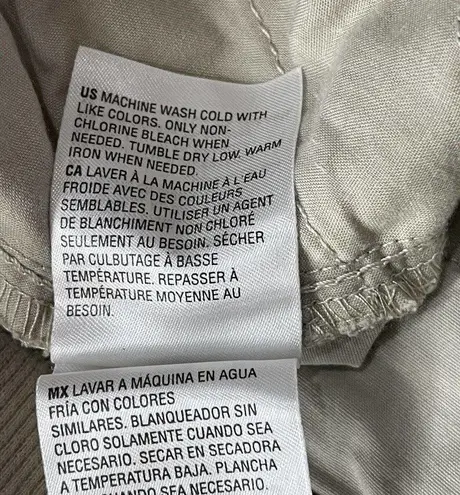 US MACHINE WASH COLD WITH
LIKE COLORS. ONLY NON-
CHLORINE BLEACH WHEN
NEEDED. TUMBLE DRY LOW. WARM
IRON WHEN NEEDED.
CA LAVER À LA MACHINE À L'EAU
FROIDE AVEC DES COULEURS
SEMBLABLES. UTILISER UN AGENT
DE BLANCHIMENT NON CHLORÉ
SEULEMENT AU BESOIN. SÉCHER
PAR CULBUTAGE À BASSE
TEMPÉRATURE. REPASSER À
TEMPÉRATURE MOYENNE AU
BESOIN.
MX LAVAR A MÁQUINA EN AGUA
FRÍA CON COLORES
SIMILARES. BLANQUEADOR SIN
CLORO SOLAMENTE CUANDO SEA
NECESARIO. SECAR EN SECADORA
A TEMPERATURA BAJA. PLANCHA
CUANDO SEA NECESARIO.